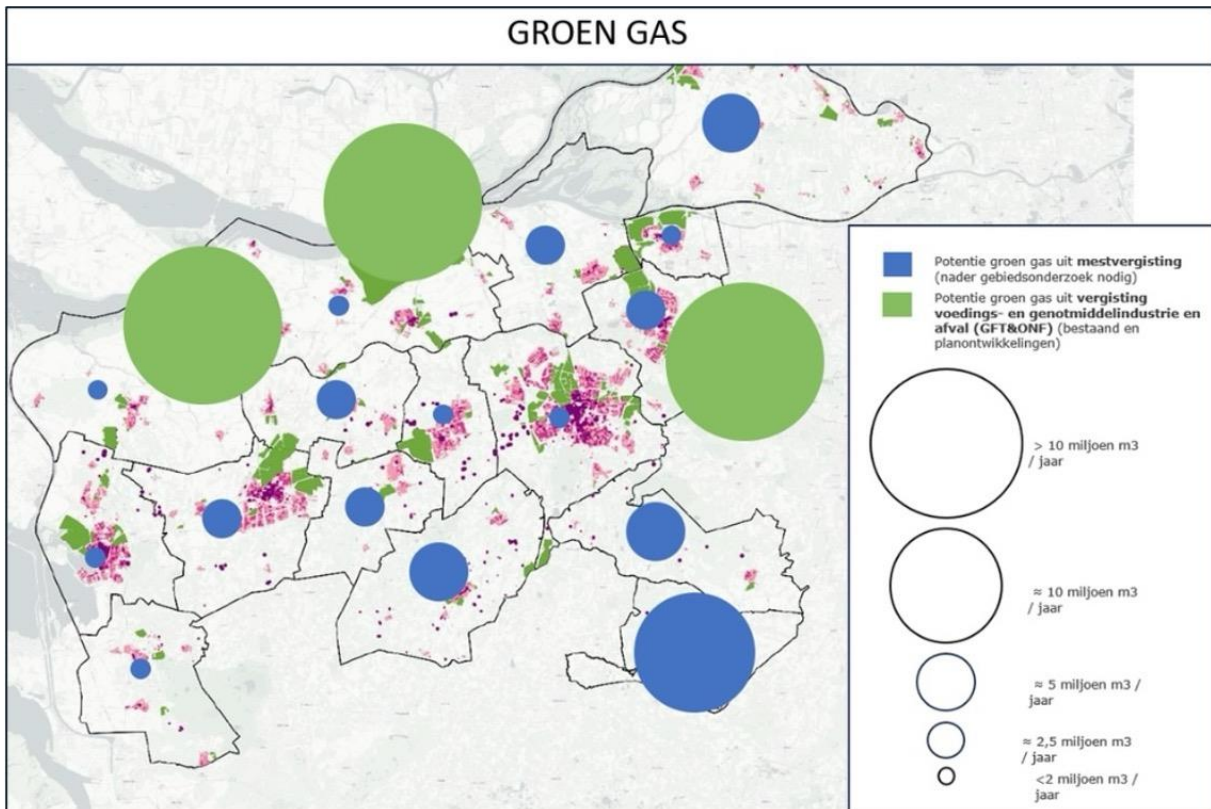 GROEN GAS
Potentie groen gas uit mestvergisting
(nader gebiedsonderzoek nodig)
Potentie groen gas uit vergisting
voedings- en genotmiddelindustrie en
afval (GFT&ONF) (bestaand en
planontwikkelingen)
> 10 miljoen m3
/ jaar
≈ 10 miljoen m3
/ jaar
≈ 5 miljoen m3 /
jaar
≈ 2,5 miljoen m3
/ jaar
<2 miljoen m3 /
jaar